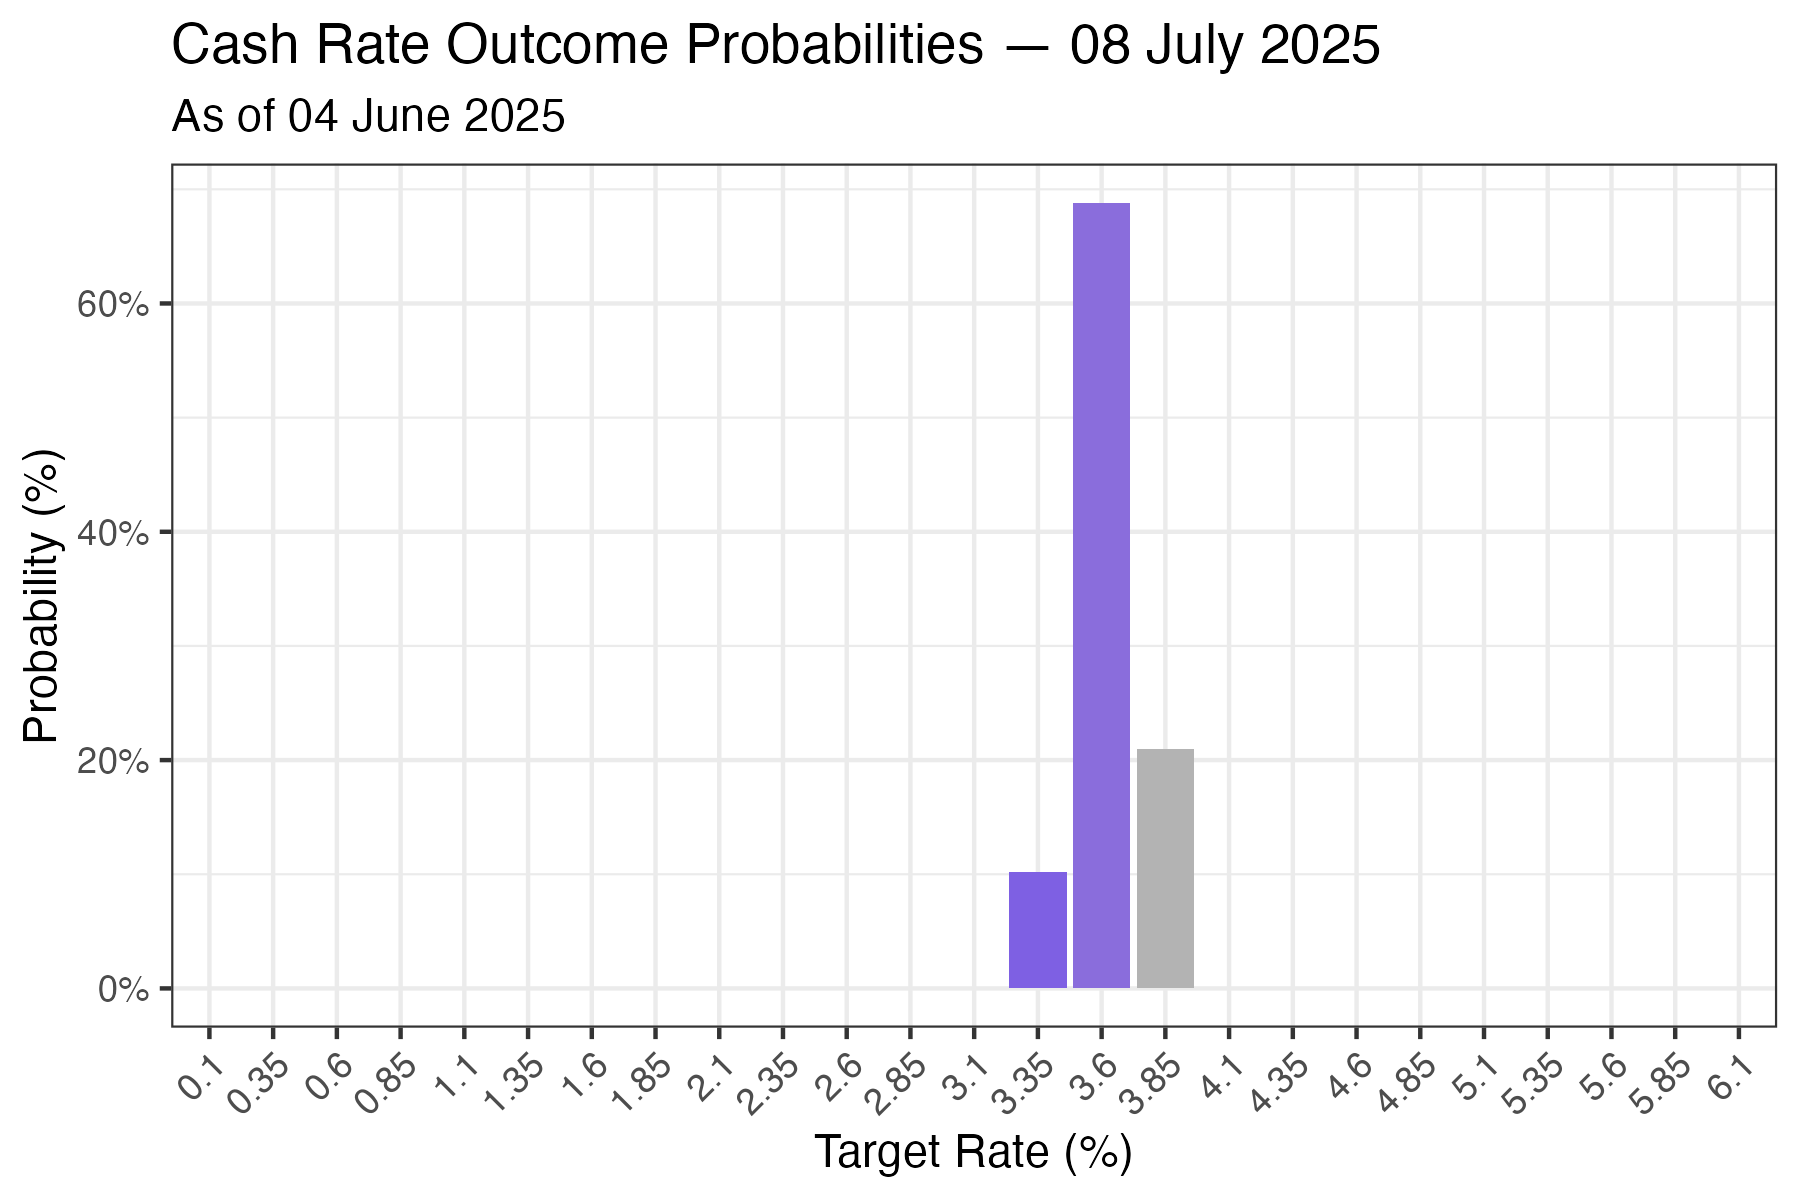 Cash Rate Outcome Probabilities — 08 July 2025
As of 04 June 2025
Probability (%)
60%
40%
20%
0%
0.1 0.35 0.6 0.85 1.1 1.35 1.6 1.85 2.1 2.35 2.6 2.85 3.1 3.35 3.6 3.85 4.1 4.35 4.6 4.85 5.1 5.35 5.6 5.85 6.1
Target Rate (%)